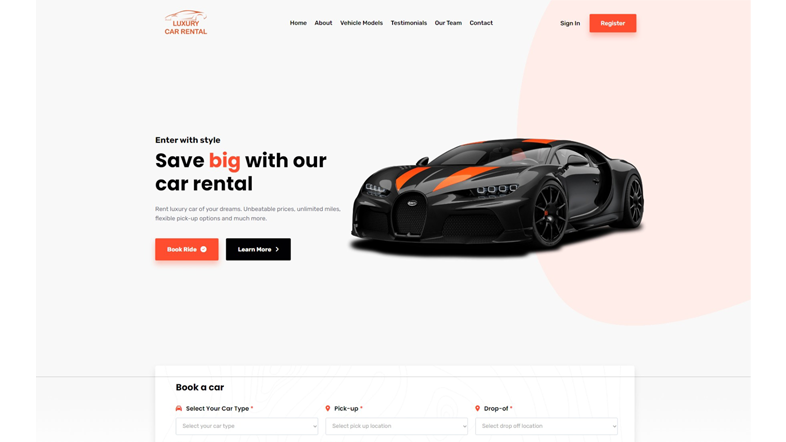 LUXURY
CAR RENTAL
Home About Vehicle Models Testimonials Our Team Contact
Sign In Register
Enter with style
Save big with our
car rental
Rent luxury car of your dreams. Unbeatable prices, unlimited miles,
flexible pick-up options and much more.
Book Ride Learn More
Book a car
Select Your Car Type * Pick-up * Drop-of *
Select your car type Select pick up location Select drop off location